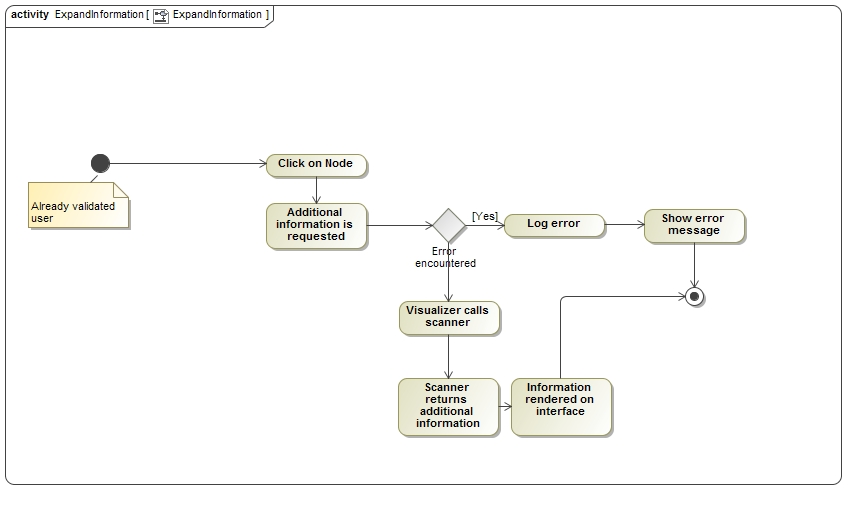 activity ExpandInformation [ ExpandInformation ]
Click on Node
Already validated
user
Additional
information is
requested
Error
encountered
[Yes]
Log error
Show error
message
Visualizer calls
scanner
Scanner
returns
additional
information
Information
rendered on
interface